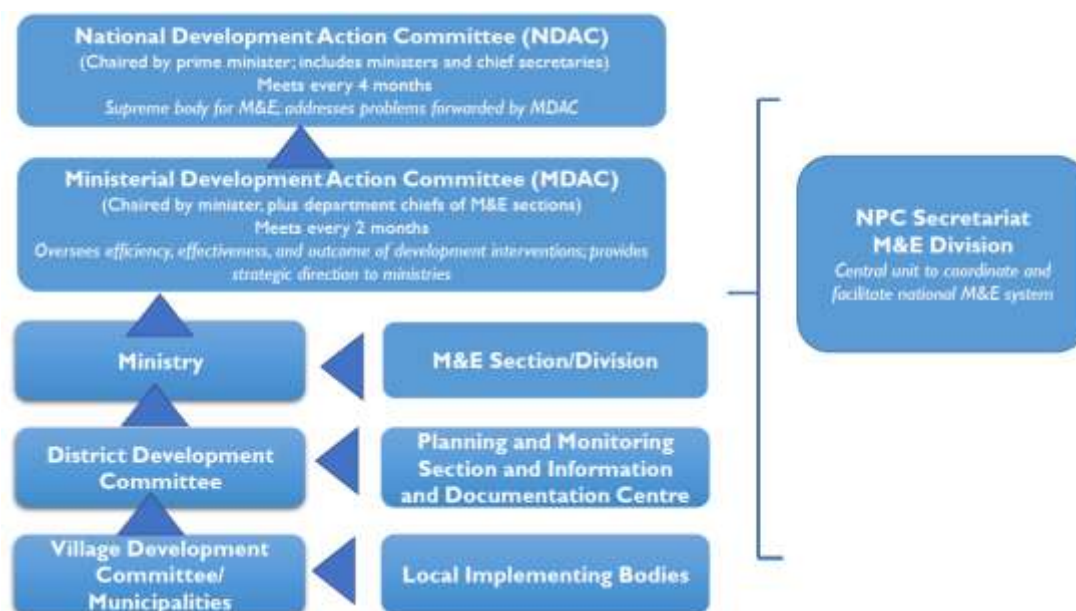 National Development Action Committee (NDAC)
(Chaired by prime minister; includes ministers and chief secretaries)
Meets every 4 months
Supreme body for M&E, addresses problems forwarded by MDAC
Ministerial Development Action Committee (MDAC)
(Chaired by minister, plus department chiefs of M&E sections)
Meets every 2 months
Oversees efficiency, effectiveness, and outcome of development interventions; provides
strategic direction to ministries
Ministry
M&E Section/Division
District Development
Committee
Planning and Monitoring
Section and Information
and Documentation Centre
Village Development
Committee/
Municipalities
Local Implementing Bodies
NPC Secretariat
M&E Division
Central unit to coordinate and
facilitate national M&E system